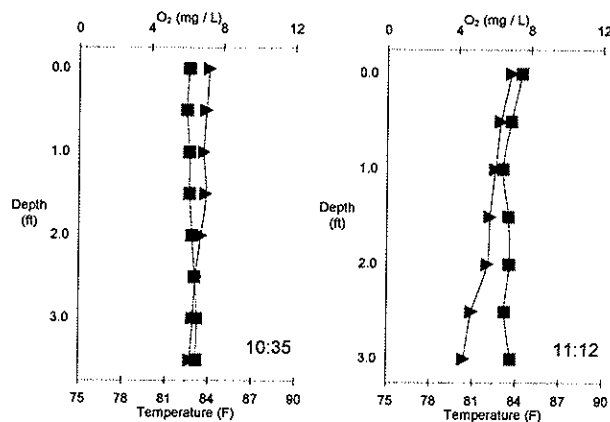 O₂ (mg / L)
0 4 8 12
0.0
1.0
Depth
(ft)
2.0
3.0
10:35
75 78 81 84 87 90
Temperature (F)
O₂ (mg / L)
0 4 8 12
0.0
1.0
Depth
(ft)
2.0
3.0
11:12
75 78 81 84 87 90
Temperature (F)